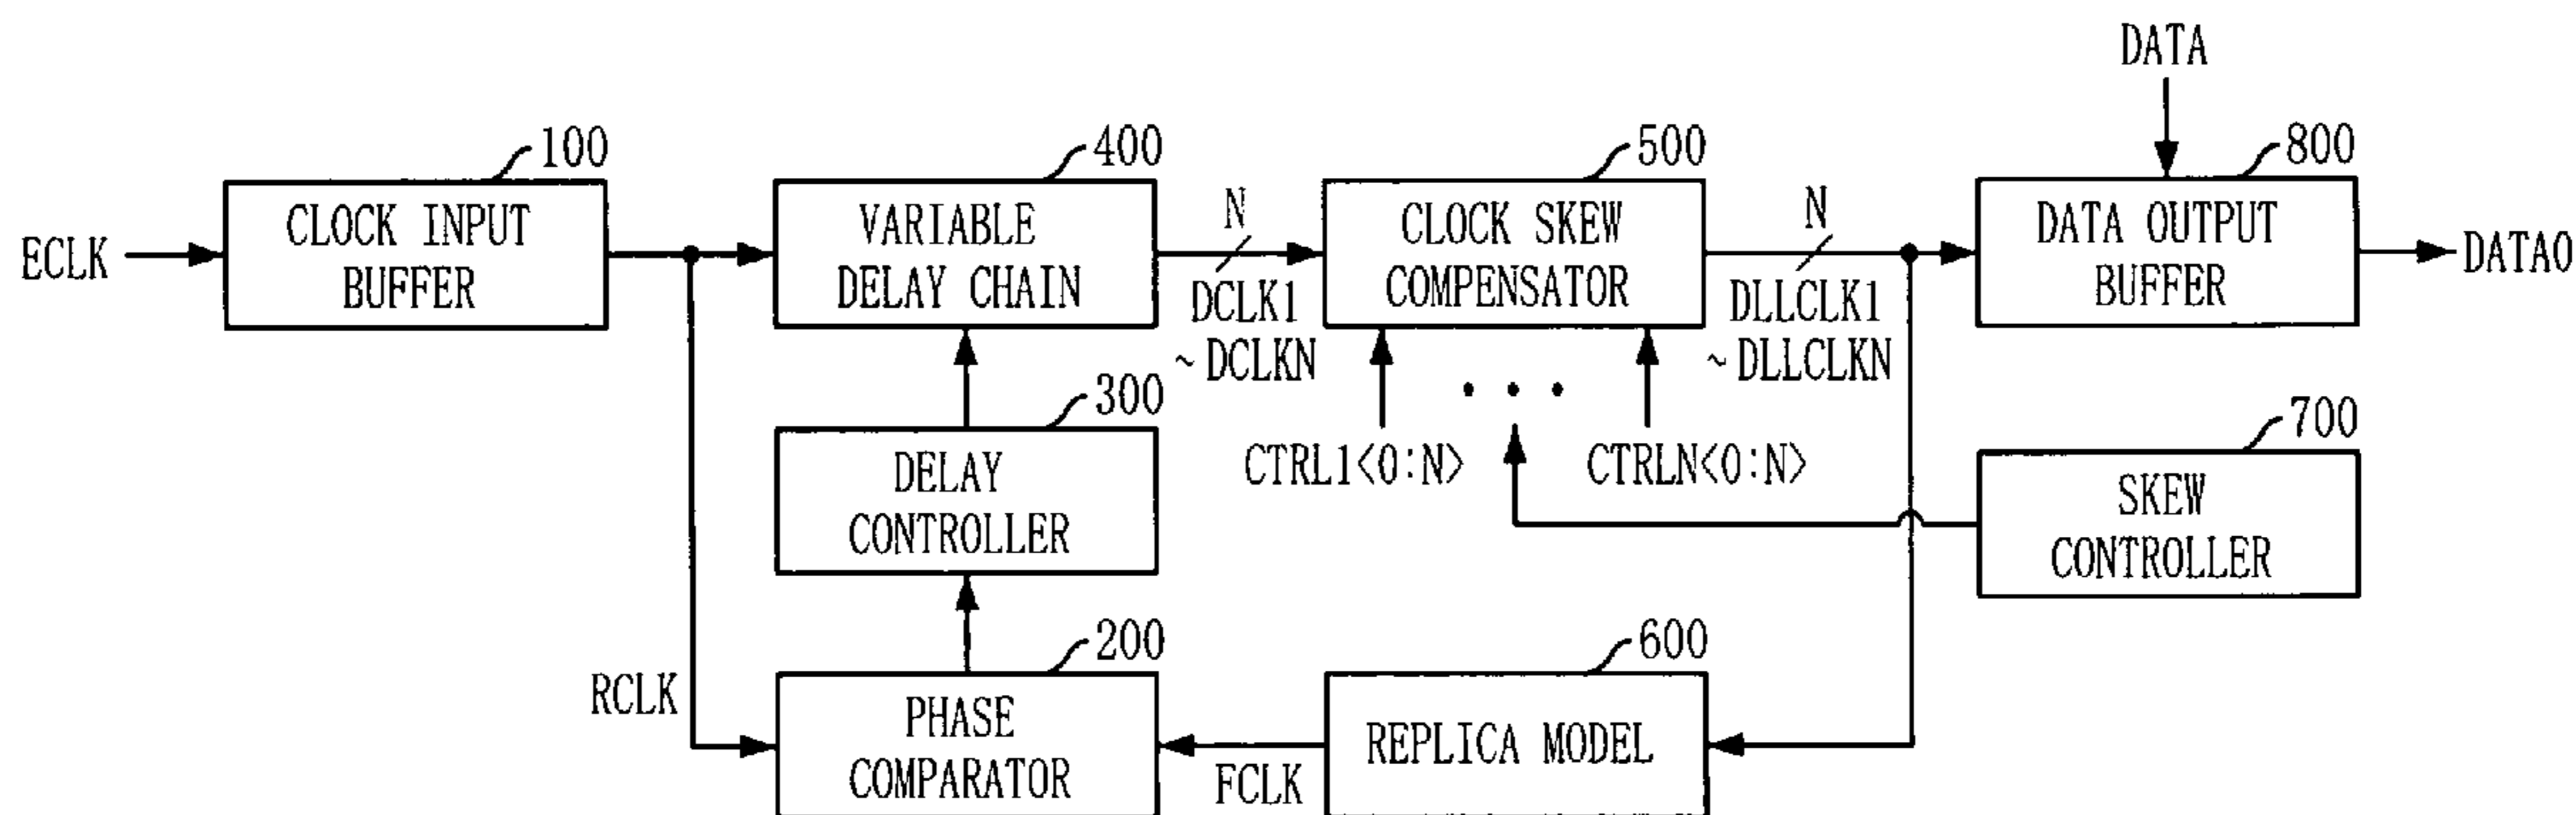 DATA
100
400
500
800
ECLK
CLOCK INPUT
BUFFER
VARIABLE
DELAY CHAIN
N
DCLK1
~ DCLKN
CLOCK SKEW
COMPENSATOR
N
DLLCLK1
~ DLLCLKN
DATA OUTPUT
BUFFER
DATAO
300
DELAY
CONTROLLER
CTRL1<0:N>
• • •
CTRLN<0:N>
700
SKEW
CONTROLLER
RCLK
200
PHASE
COMPARATOR
FCLK
600
REPLICA MODEL